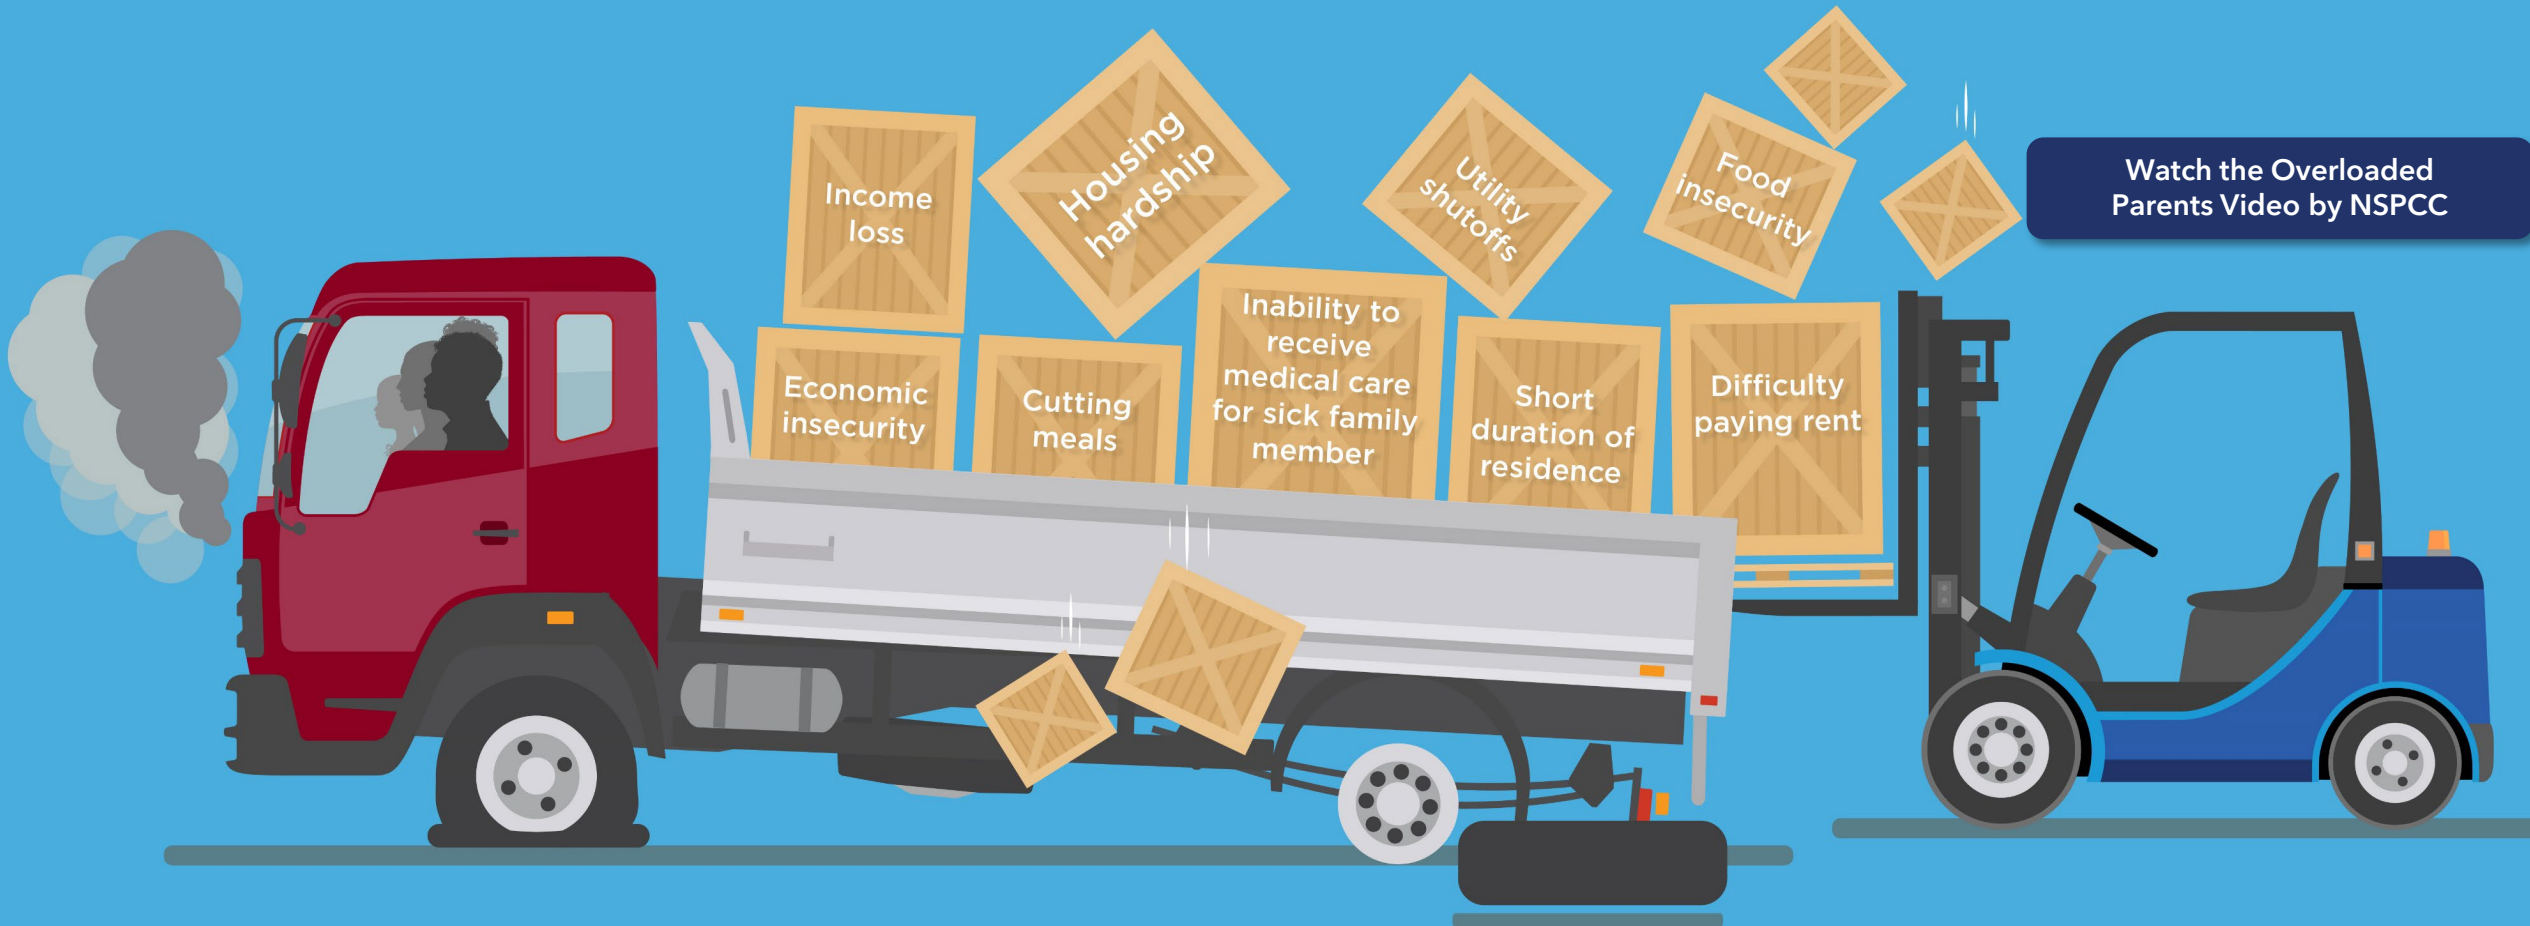 Income
loss
Housing
hardship
Utility
shutoffs
Food
insecurity
Watch the Overloaded
Parents Video by NSPCC
Economic
insecurity
Cutting
meals
Inability to
receive
medical care
for sick family
member
Short
duration of
residence
Difficulty
paying rent